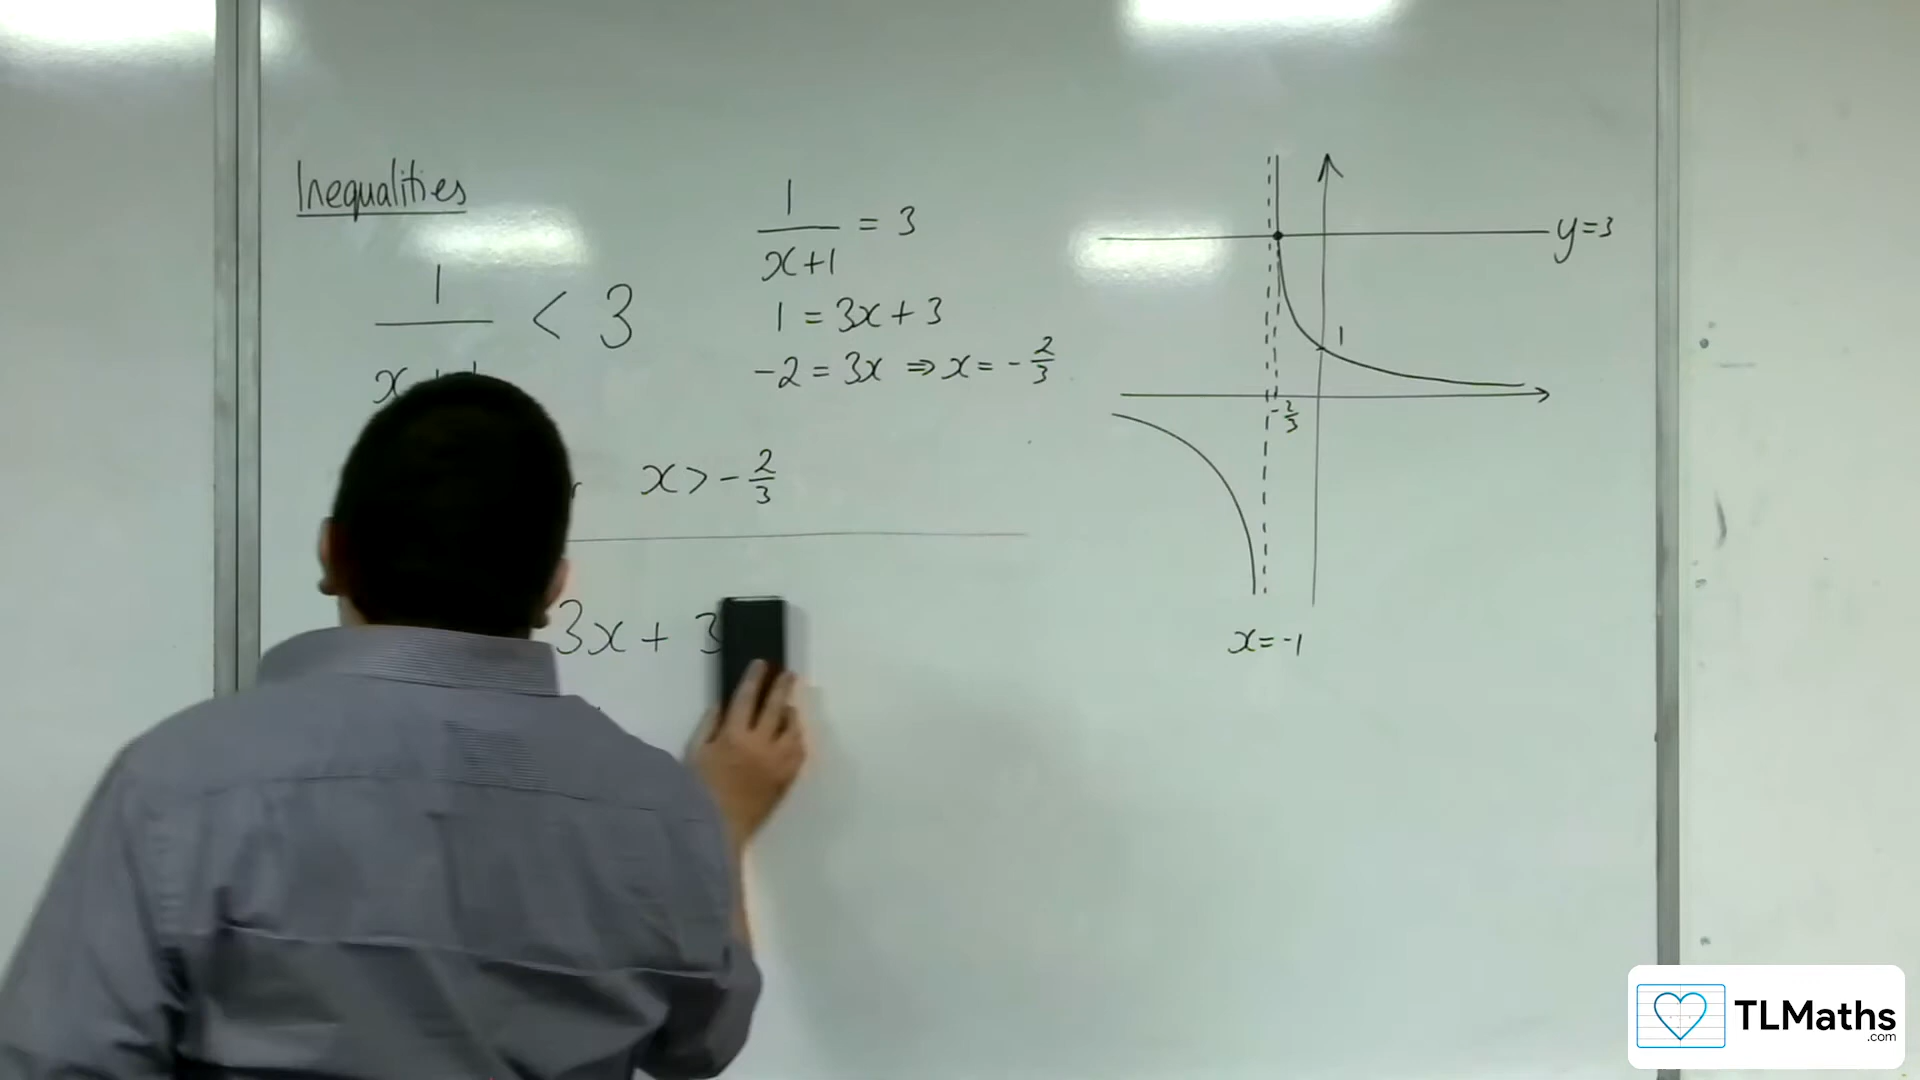 Inequalities
1/x+1 < 3
x > -2/3
3x + 3
1/x+1 = 3
1 = 3x + 3
-2 = 3x ⇒ x = -2/3
y=3
1
-2/3
x=-1
TLMaths
.com